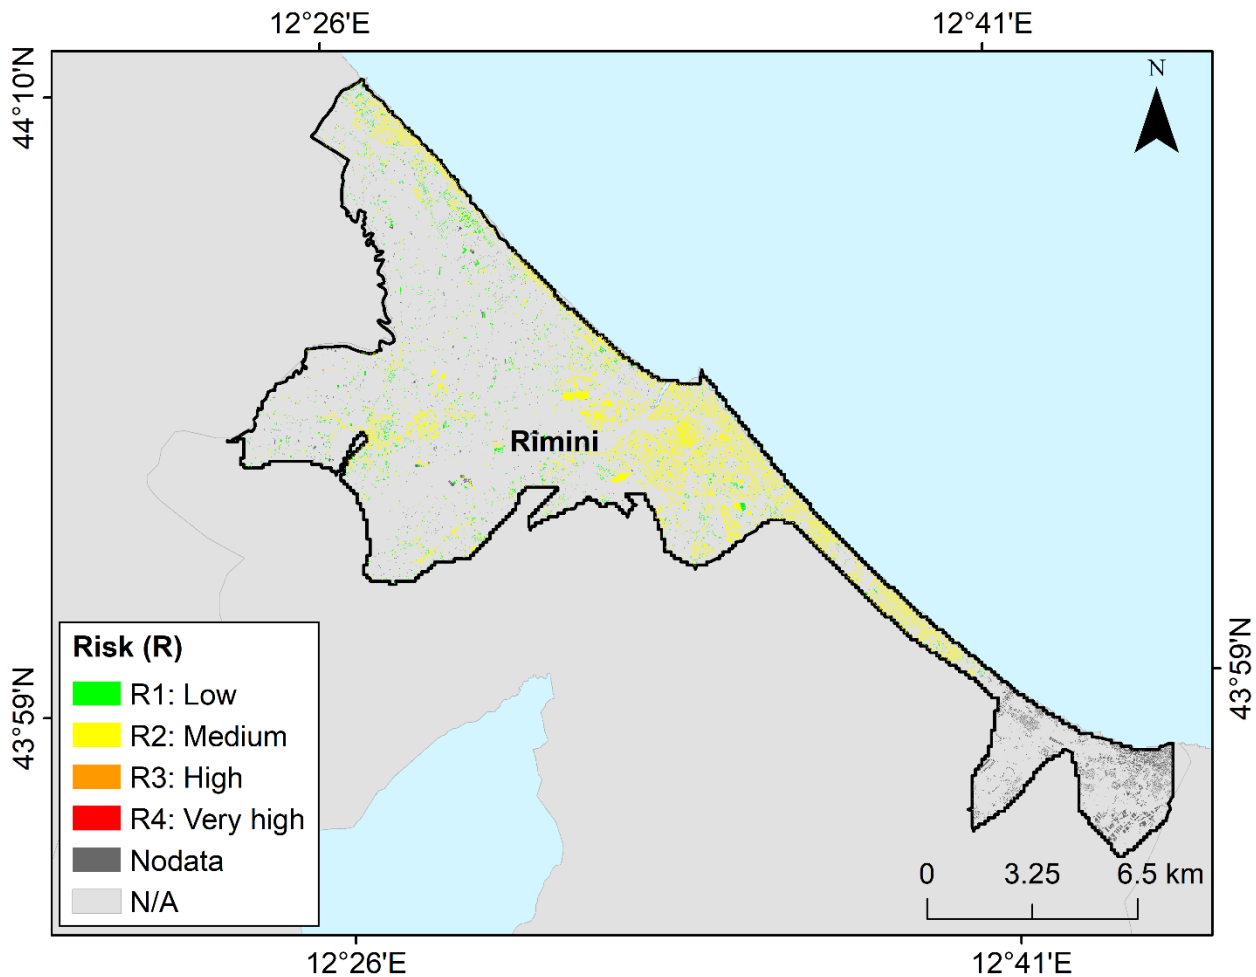 12°26'E
12°41'E
44°10'N
N
Rimini
43°59'N
43°59'N
Risk (R)
R1: Low
R2: Medium
R3: High
R4: Very high
Nodata
N/A
0 3.25 6.5 km
12°26'E
12°41'E